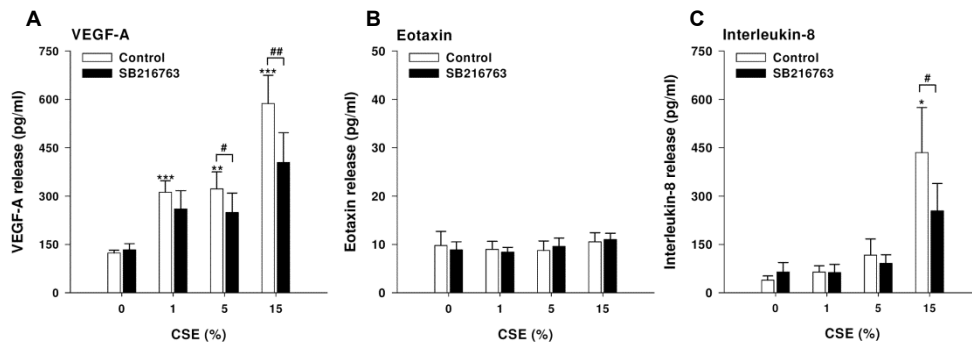 A
VEGF-A
Control
SB216763
VEGF-A release (pg/ml)
750
600
450
300
150
0
***
**
#
***
##
0 1 5 15
CSE (%)
B
Eotaxin
Control
SB216763
Eotaxin release (pg/ml)
50
40
30
20
10
0
0 1 5 15
CSE (%)
C
Interleukin-8
Control
SB216763
Interleukin-8 release (pg/ml)
750
600
450
300
150
0
*
#
0 1 5 15
CSE (%)